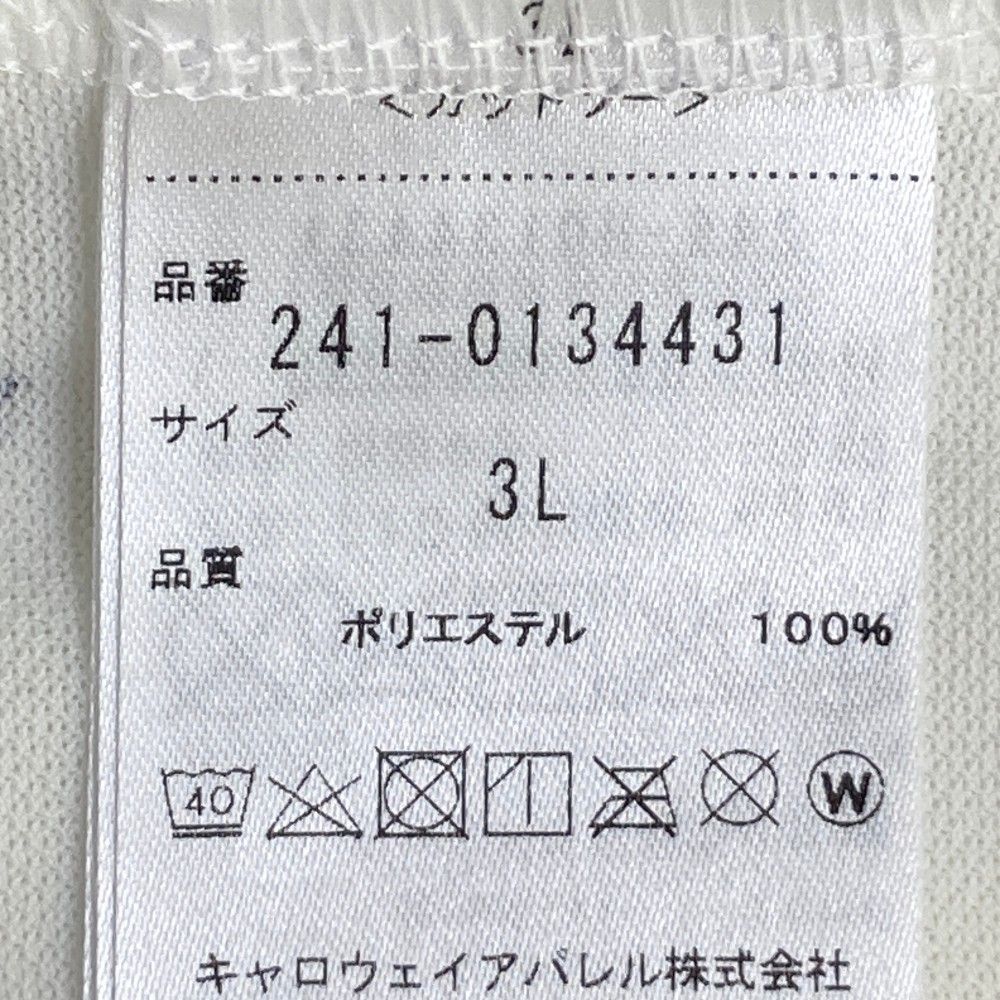 <カットソー>
品番
241-0134431
サイズ
3L
品質
ポリエステル 100%
40
W
キャロウェイアパレル株式会社